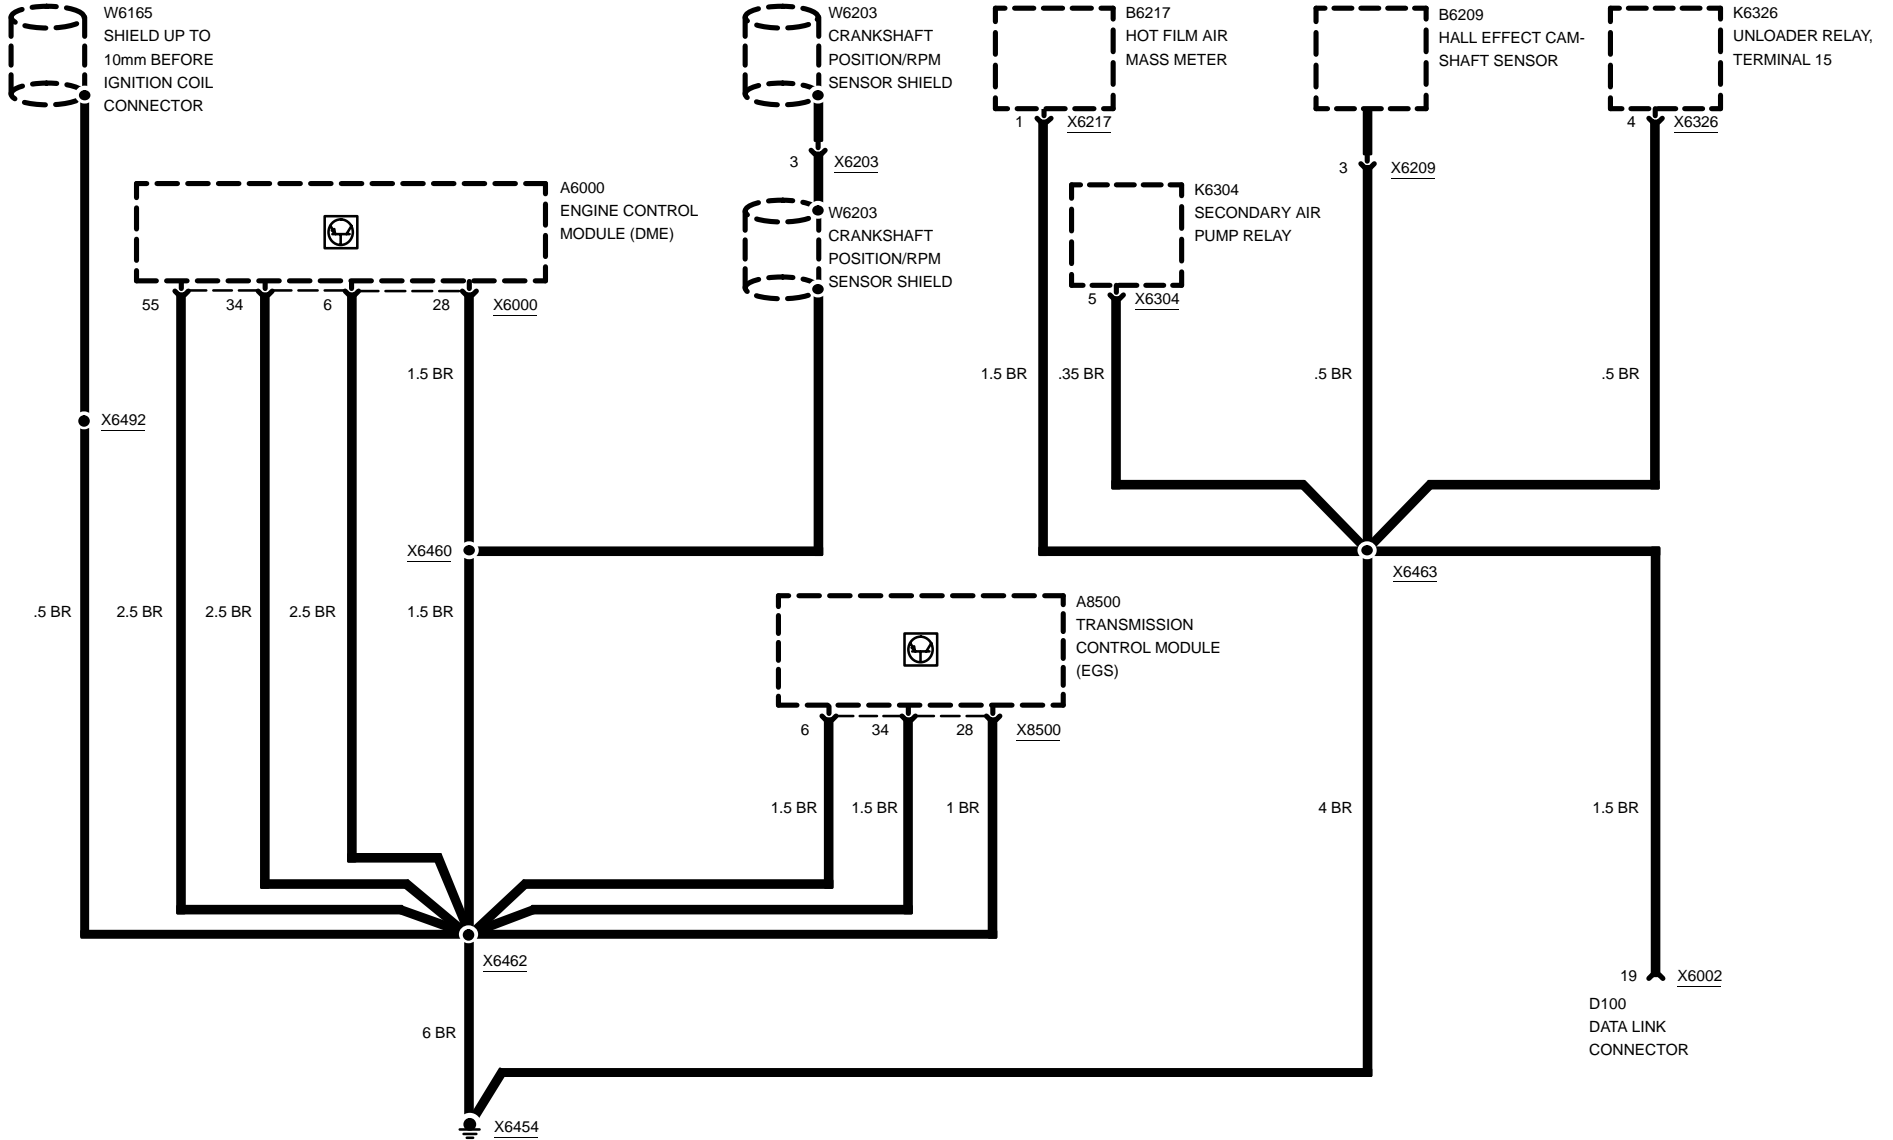 W6165
SHIELD UP TO
10mm BEFORE
IGNITION COIL
CONNECTOR
W6203
CRANKSHAFT
POSITION/RPM
SENSOR SHIELD
B6217
HOT FILM AIR
MASS METER
B6209
HALL EFFECT CAM-
SHAFT SENSOR
K6326
UNLOADER RELAY,
TERMINAL 15
1
X6217
4
X6326
3
X6203
3
X6209
A6000
ENGINE CONTROL
MODULE (DME)
W6203
CRANKSHAFT
POSITION/RPM
SENSOR SHIELD
K6304
SECONDARY AIR
PUMP RELAY
55
34
6
28
X6000
5
X6304
1.5 BR
1.5 BR
.35 BR
.5 BR
.5 BR
X6492
X6460
X6463
.5 BR
2.5 BR
2.5 BR
2.5 BR
1.5 BR
A8500
TRANSMISSION
CONTROL MODULE
(EGS)
6
34
28
X8500
1.5 BR
1.5 BR
1 BR
4 BR
1.5 BR
X6462
19
X6002
D100
DATA LINK
CONNECTOR
6 BR
X6454